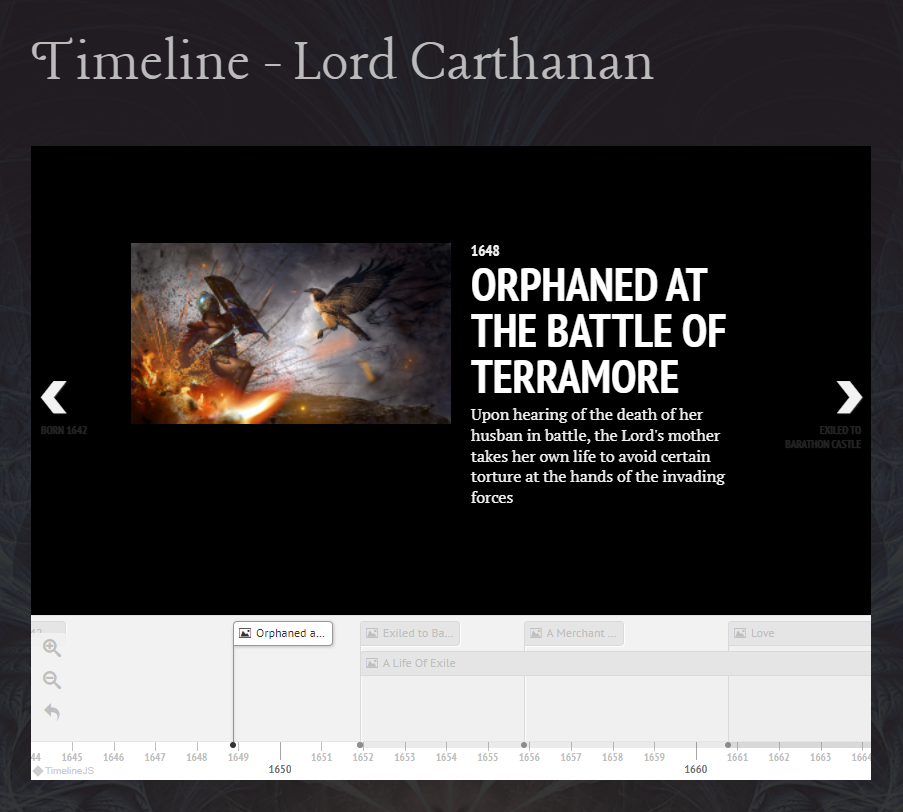 Timeline - Lord Carthanan
1648
ORPHANED AT
THE BATTLE OF
TERRAMORE
Upon hearing of the death of her
husban in battle, the Lord's mother
takes her own life to avoid certain
torture at the hands of the invading
forces
BORN 1642
EXILED TO
BARATHON CASTLE
Orphaned a...
Exiled to Ba...
A Merchant ...
Love
A Life Of Exile
44 1645 1646 1647 1648 1649 1651 1652 1653 1654 1655 1656 1657 1658 1659 1661 1662 1663 1664
1650 1660
TimelineJS